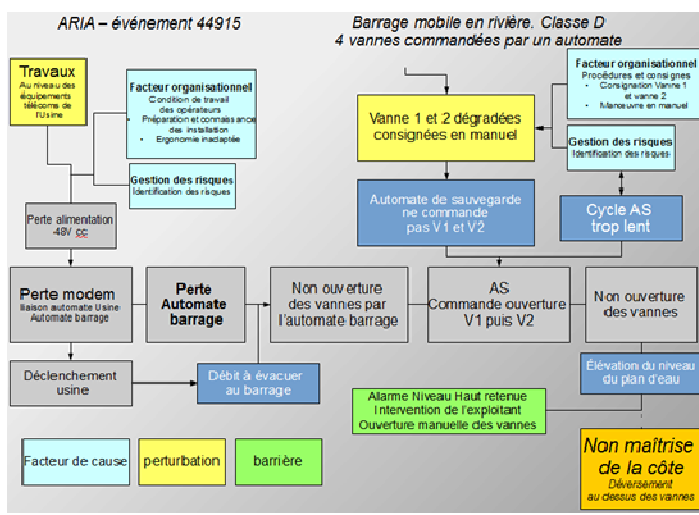 ARIA – événement 44915
Barrage mobile en rivière. Classe D
4 vannes commandées par un automate
Travaux
Au niveau des
équipements
télécoms de
l'Usine
Facteur organisationnel
Condition de travail
des opérateurs
• Préparation et connaissance
des installation
• Ergonomie inadaptée
Gestion des risques
Identification des risques
Perte alimentation
-48V cc
Vanne 1 et 2 dégradées
consignées en manuel
Facteur organisationnel
Procédures et consignes
• Consignation Vanne 1
et vanne 2
• Manœuvre en manuel
Gestion des risques
Identification des risques
Automate de sauvegarde
ne commande
pas V1 et V2
Cycle AS
trop lent
Perte modem
liaison automate Usine
Automate barrage
Perte
Automate
barrage
Non ouverture
des vannes par
l'automate barrage
AS
Commande ouverture
V1 puis V2
Non ouverture
des vannes
Déclenchement
usine
Débit à évacuer
au barrage
Élévation du niveau
du plan d'eau
Alarme Niveau Haut retenue
Intervention de l'exploitant
Ouverture manuelle des vannes
Facteur de cause
perturbation
barrière
Non maîtrise
de la côte
Déversement
au dessus des vannes